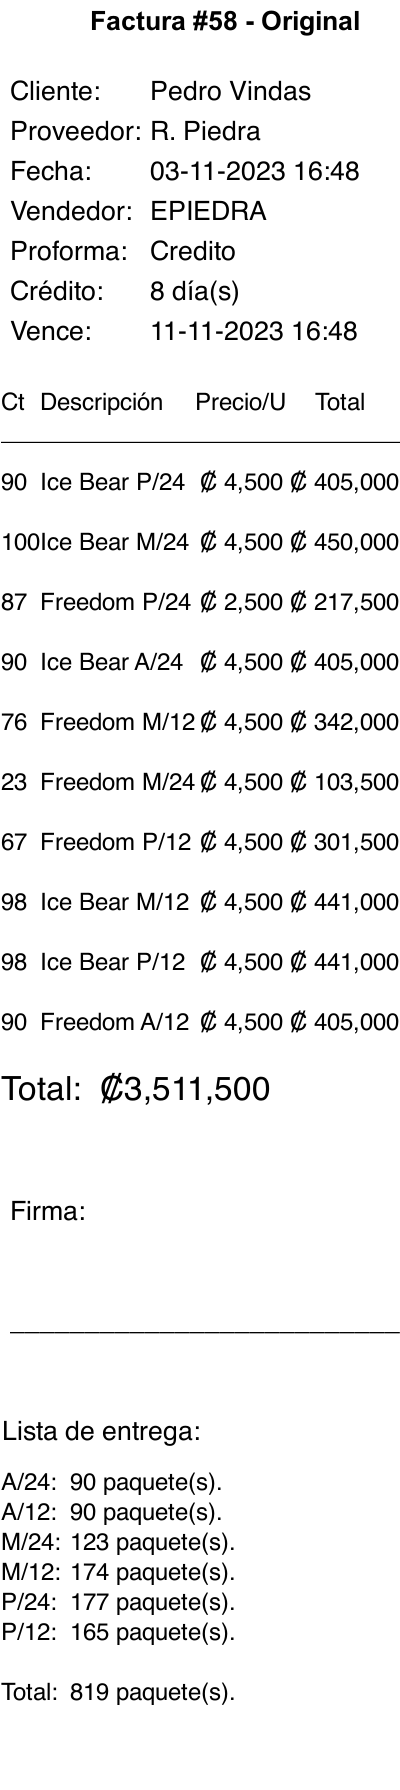 Factura #58 - Original
Cliente: Pedro Vindas
Proveedor: R. Piedra
Fecha: 03-11-2023 16:48
Vendedor: EPIEDRA
Proforma: Credito
Crédito: 8 día(s)
Vence: 11-11-2023 16:48
Ct Descripción Precio/U Total
90 Ice Bear P/24 ₡ 4,500 ₡ 405,000
100Ice Bear M/24 ₡ 4,500 ₡ 450,000
87 Freedom P/24 ₡ 2,500 ₡ 217,500
90 Ice Bear A/24 ₡ 4,500 ₡ 405,000
76 Freedom M/12 ₡ 4,500 ₡ 342,000
23 Freedom M/24 ₡ 4,500 ₡ 103,500
67 Freedom P/12 ₡ 4,500 ₡ 301,500
98 Ice Bear M/12 ₡ 4,500 ₡ 441,000
98 Ice Bear P/12 ₡ 4,500 ₡ 441,000
90 Freedom A/12 ₡ 4,500 ₡ 405,000
Total: ₡3,511,500
Firma:
Lista de entrega:
A/24: 90 paquete(s).
A/12: 90 paquete(s).
M/24: 123 paquete(s).
M/12: 174 paquete(s).
P/24: 177 paquete(s).
P/12: 165 paquete(s).
Total: 819 paquete(s).